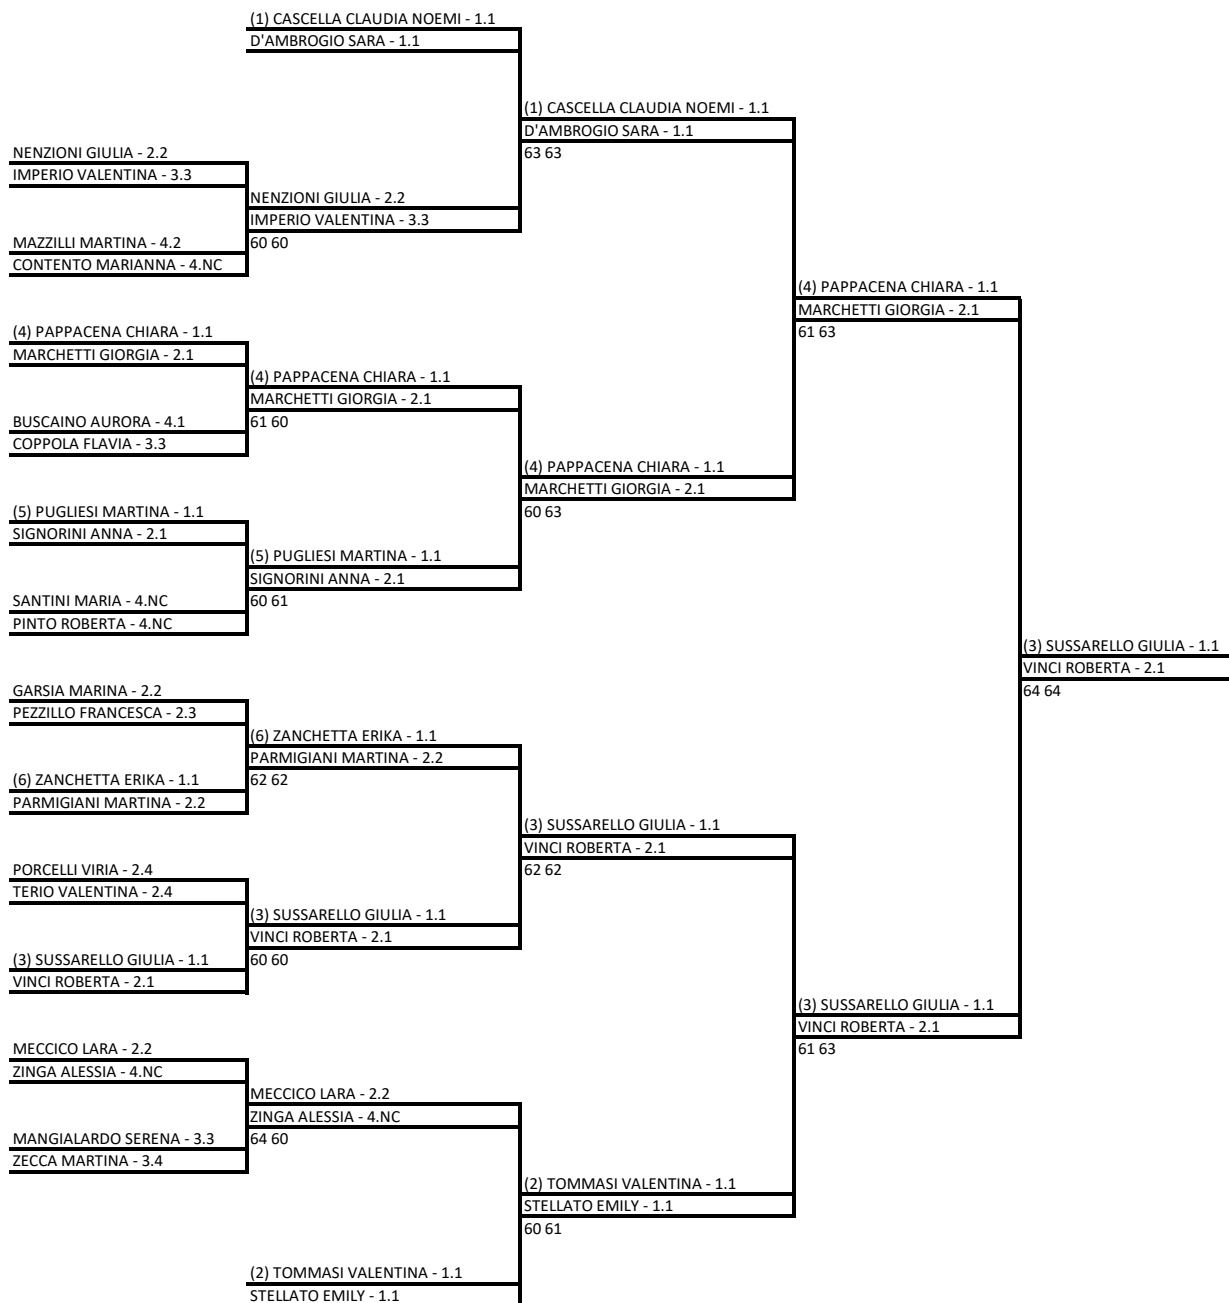 (1) CASCELLA CLAUDIA NOEMI - 1.1
D'AMBROGIO SARA - 1.1
(1) CASCELLA CLAUDIA NOEMI - 1.1
D'AMBROGIO SARA - 1.1
63 63
NENZIONI GIULIA - 2.2
IMPERIO VALENTINA - 3.3
NENZIONI GIULIA - 2.2
IMPERIO VALENTINA - 3.3
60 60
MAZZILLI MARTINA - 4.2
CONTENTO MARIANNA - 4.NC
(4) PAPPACENA CHIARA - 1.1
MARCHETTI GIORGIA - 2.1
61 63
(4) PAPPACENA CHIARA - 1.1
MARCHETTI GIORGIA - 2.1
(4) PAPPACENA CHIARA - 1.1
MARCHETTI GIORGIA - 2.1
61 60
BUSCAINO AURORA - 4.1
COPPOLA FLAVIA - 3.3
(4) PAPPACENA CHIARA - 1.1
MARCHETTI GIORGIA - 2.1
60 63
(5) PUGLIESI MARTINA - 1.1
SIGNORINI ANNA - 2.1
(5) PUGLIESI MARTINA - 1.1
SIGNORINI ANNA - 2.1
60 61
SANTINI MARIA - 4.NC
PINTO ROBERTA - 4.NC
(3) SUSSARELLO GIULIA - 1.1
VINCI ROBERTA - 2.1
64 64
GARSIA MARINA - 2.2
PEZZILLO FRANCESCA - 2.3
(6) ZANCHETTA ERIKA - 1.1
PARMIGIANI MARTINA - 2.2
62 62
(6) ZANCHETTA ERIKA - 1.1
PARMIGIANI MARTINA - 2.2
(3) SUSSARELLO GIULIA - 1.1
VINCI ROBERTA - 2.1
62 62
PORCELLI VIRIA - 2.4
TERIO VALENTINA - 2.4
(3) SUSSARELLO GIULIA - 1.1
VINCI ROBERTA - 2.1
60 60
(3) SUSSARELLO GIULIA - 1.1
VINCI ROBERTA - 2.1
(3) SUSSARELLO GIULIA - 1.1
VINCI ROBERTA - 2.1
61 63
MECCICO LARA - 2.2
ZINGA ALESSIA - 4.NC
MECCICO LARA - 2.2
ZINGA ALESSIA - 4.NC
64 60
MANGIALARDO SERENA - 3.3
ZECCA MARTINA - 3.4
(2) TOMMASI VALENTINA - 1.1
STELLATO EMILY - 1.1
60 61
(2) TOMMASI VALENTINA - 1.1
STELLATO EMILY - 1.1